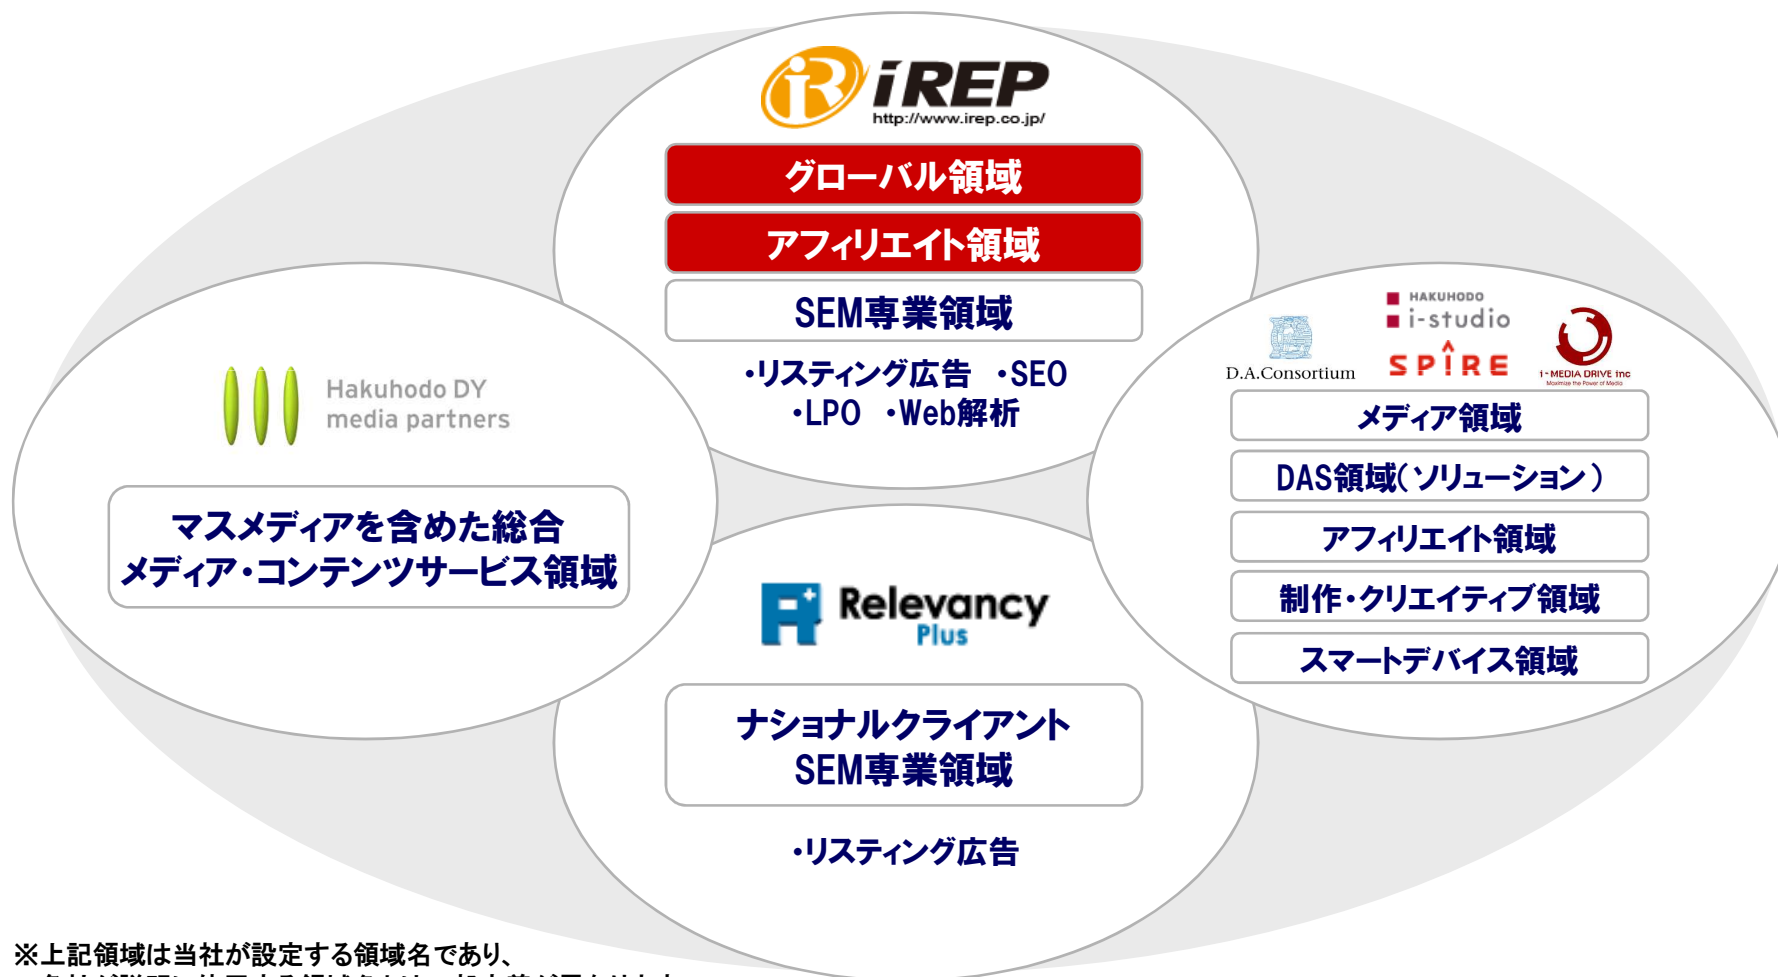 iREP
http://www.irep.co.jp/
グローバル領域
アフィリエイト領域
SEM専業領域
・リスティング広告 ・SEO
・LPO ・Web解析
Hakuhodo DY
media partners
マスメディアを含めた総合
メディア・コンテンツサービス領域
HAKUHODO
i-studio
D.A.Consortium
SPIRE
i-MEDIA DRIVE inc
Maximize the Power of Media
メディア領域
DAS領域(ソリューション)
アフィリエイト領域
制作・クリエイティブ領域
スマートデバイス領域
Relevancy
Plus
ナショナルクライアント
SEM専業領域
・リスティング広告
※上記領域は当社が設定する領域名であり、